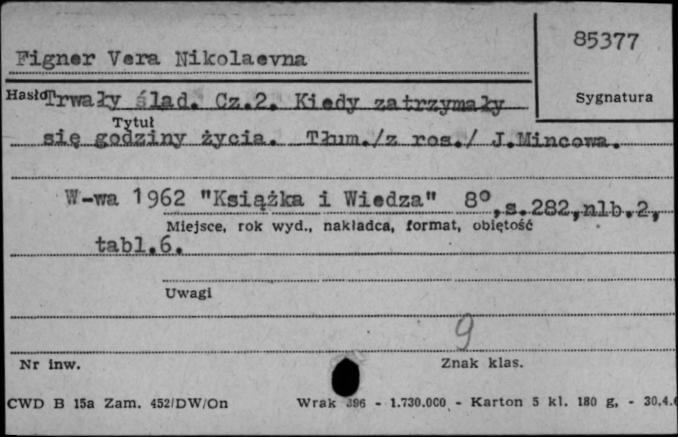 85377
Figner Vera Nikolaevna
Hasło Trwały ślad. Cz.2. Kiedy zatrzymały
Sygnatura
Tytuł
się godziny życia. Tłum./z ros./ J.Mincowa.
W-wa 1962 "Książka i Wiedza" 8°,s.282,nlb.2,
Miejsce, rok wyd., nakładca, format, objętość
tabl.6.
Uwagi
9
Nr inw.
Znak klas.
CWD B 15a Zam. 452/DW/On Wrak 396 - 1.730.000 - Karton 5 kl. 180 g, - 30.4.